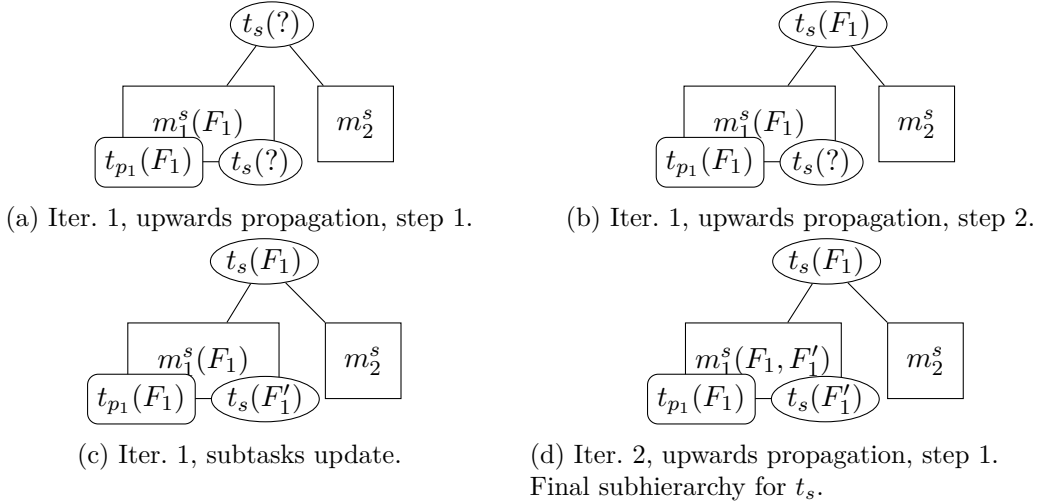 t_s(?) t_s(F_1)
m_1^s(F_1) m_2^s m_1^s(F_1) m_2^s
t_{p_1}(F_1) t_s(?) t_{p_1}(F_1) t_s(?)
(a) Iter. 1, upwards propagation, step 1. (b) Iter. 1, upwards propagation, step 2.
t_s(F_1) t_s(F_1)
m_1^s(F_1) m_2^s m_1^s(F_1, F_1') m_2^s
t_{p_1}(F_1) t_s(F_1') t_{p_1}(F_1) t_s(F_1')
(c) Iter. 1, subtasks update. (d) Iter. 2, upwards propagation, step 1.
Final subhierarchy for t_s.